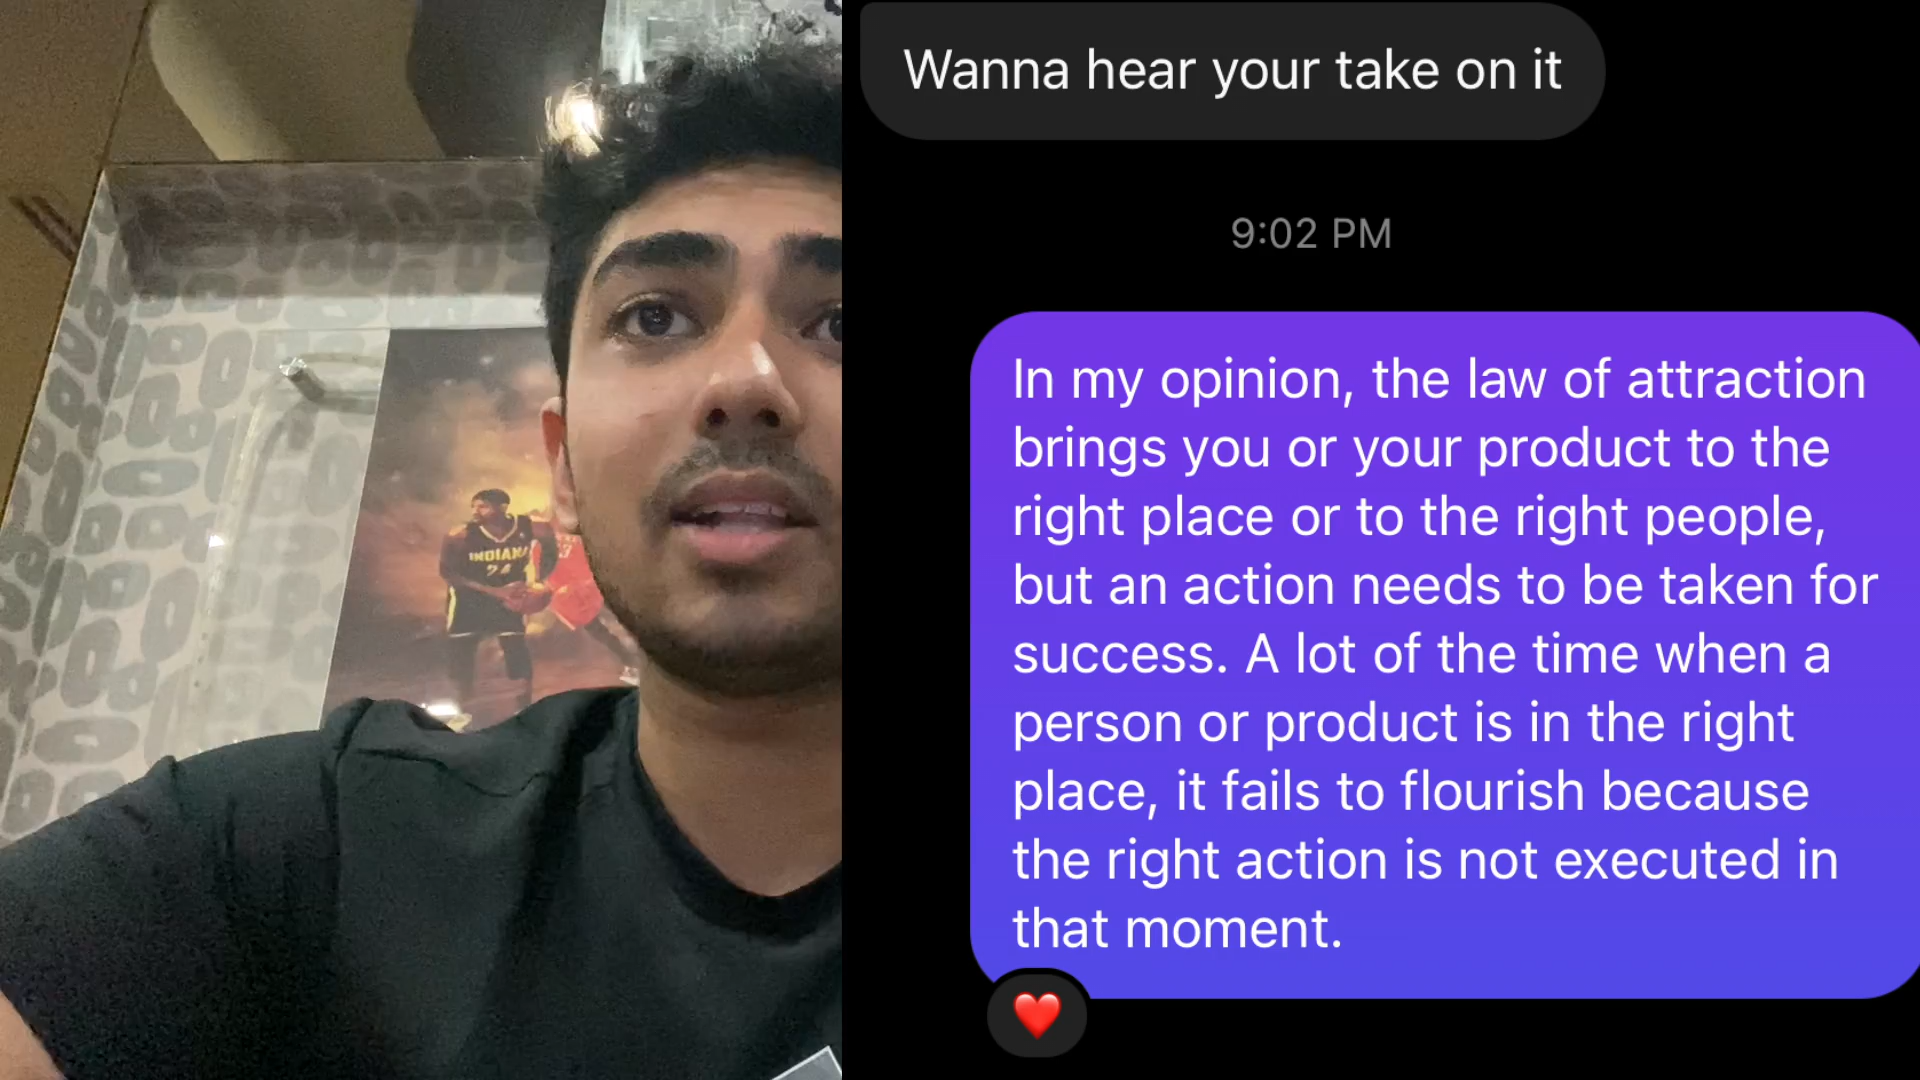 Wanna hear your take on it
9:02 PM
In my opinion, the law of attraction
brings you or your product to the
right place or to the right people,
but an action needs to be taken for
success. A lot of the time when a
person or product is in the right
place, it fails to flourish because
the right action is not executed in
that moment.
INDIANA
24